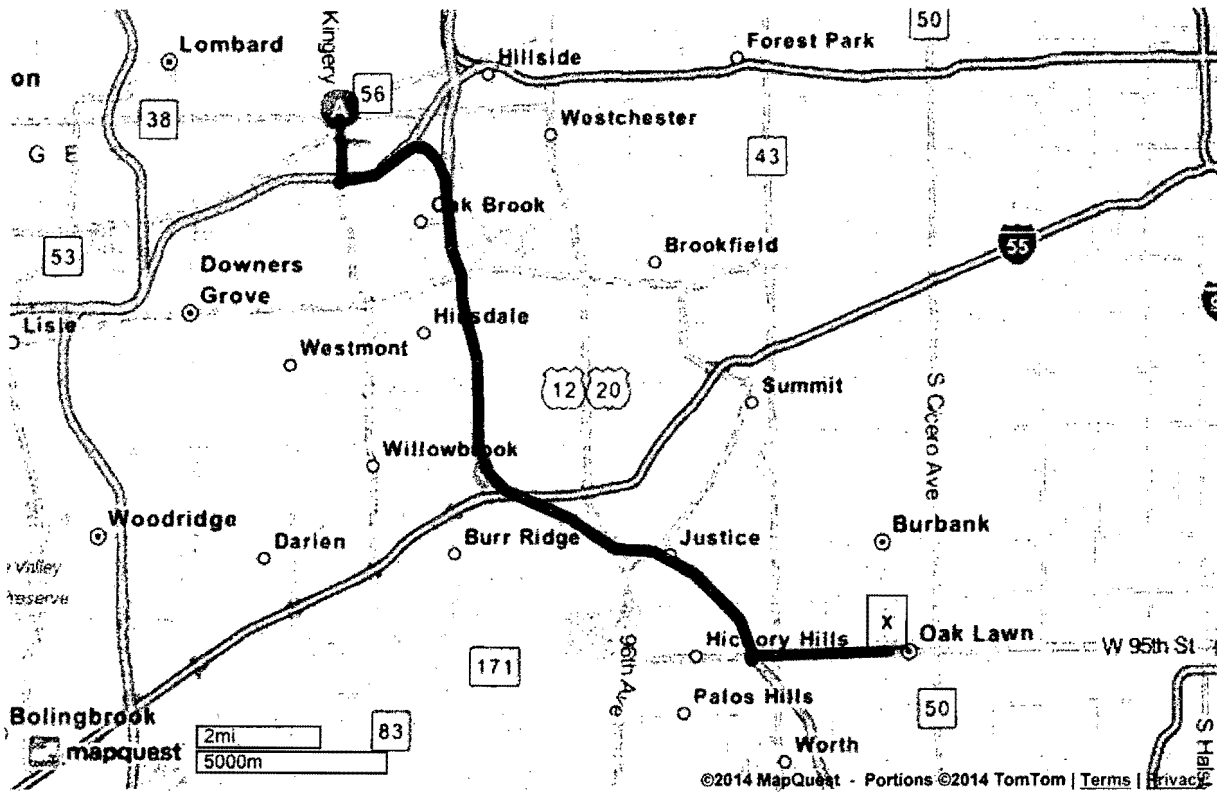 50
Lombard
Kingery
Forest Park
Hillside
on
A
56
38
Westchester
G E
43
Oak Brook
53
Brookfield
55
Downers
Grove
Lisle
Hinsdale
Westmont
12 20
Summit
S Cicero Ave
Willowbrook
Woodridge
Burbank
Darien
Burr Ridge
Justice
Valley
reserve
X
Hickory Hills
Oak Lawn
W 95th St
96th Ave
171
Palos Hills
50
Bolingbrook
83
mapquest
2mi
5000m
Worth
S Hals
©2014 MapQuest - Portions ©2014 TomTom | Terms | Privacy